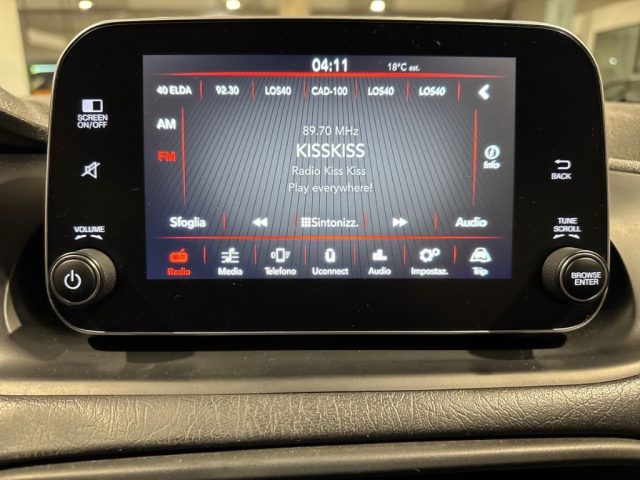 04:11 18°C est.
40 ELDA 92.30 LOS40 CAD-100 LOS40 LOS40
SCREEN
ON/OFF
AM
89.70 MHz
KISSKISS
FM
Info
Radio Kiss Kiss
BACK
Play everywhere!
VOLUME
TUNE
SCROLL
Sfoglia Sintonizz. Audio
Radio Media Telefono Uconnect Audio Impostaz. Trip
BROWSE
ENTER